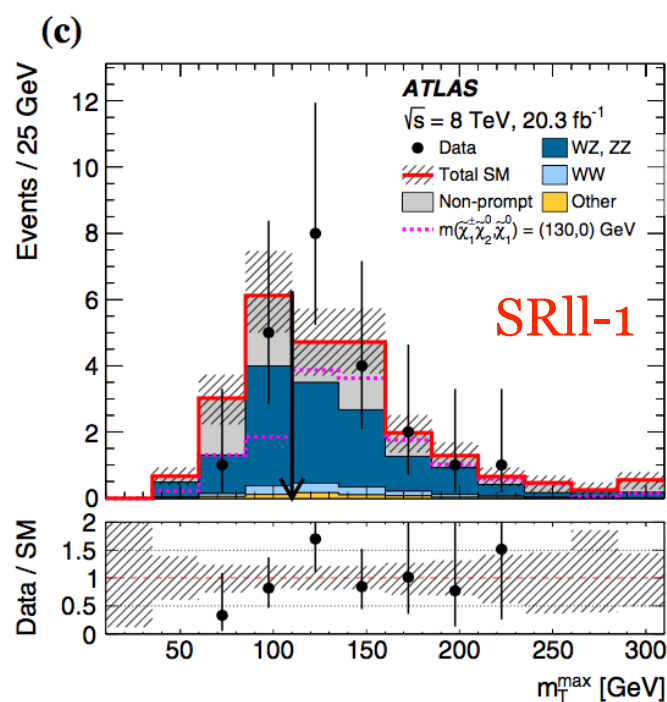 (c)
ATLAS
√s = 8 TeV, 20.3 fb⁻¹
Data
WZ, ZZ
Total SM
WW
Non-prompt
Other
m(χ̃₁±χ̃₂⁰,χ̃₁⁰) = (130,0) GeV
SRll-1
Events / 25 GeV
12
10
8
6
4
2
0
Data / SM
2
1.5
1
0.5
0
50 100 150 200 250 300
m_T^max [GeV]